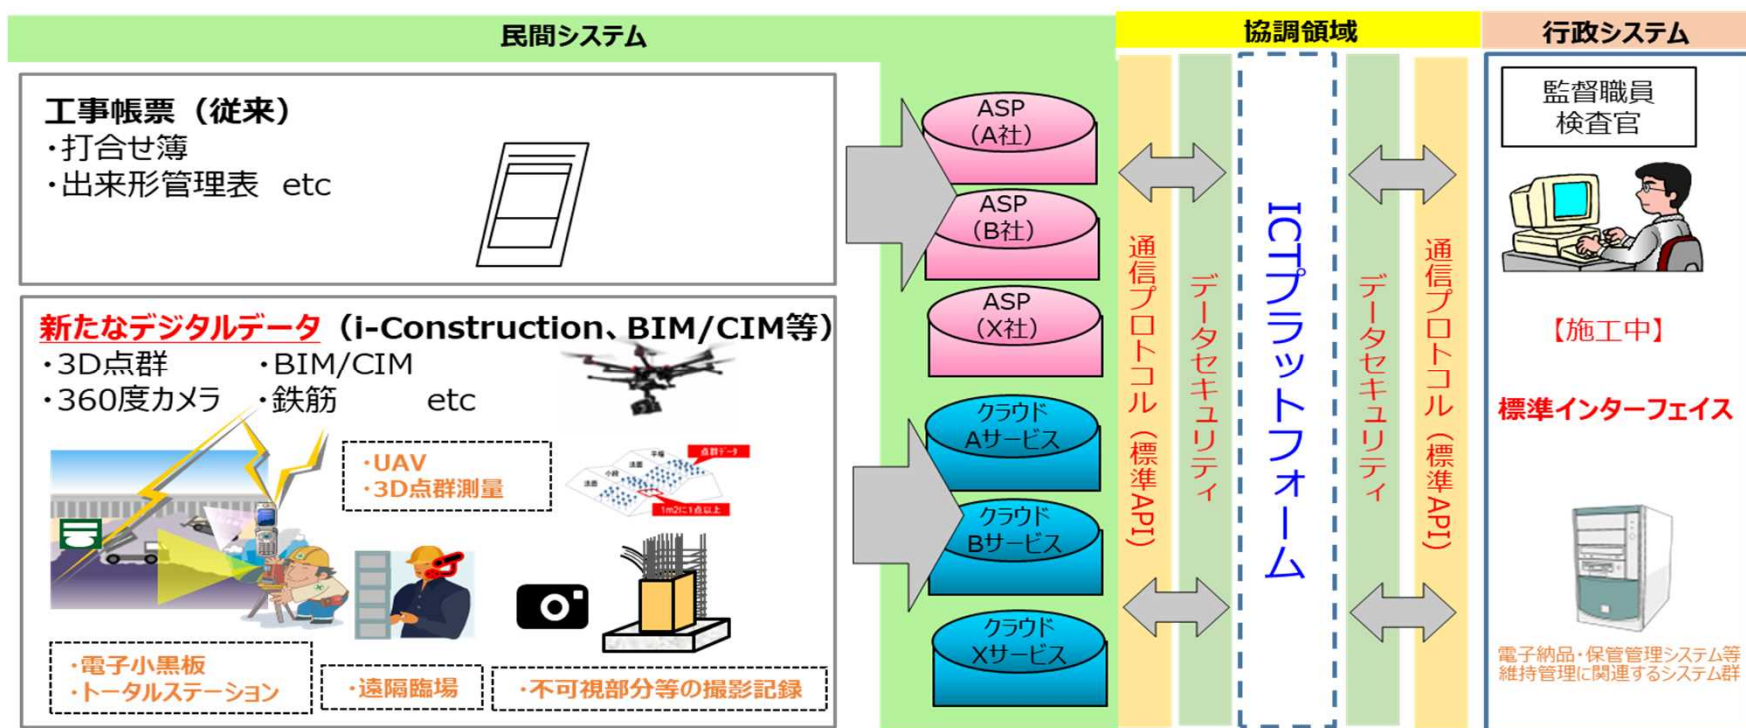 民間システム
協調領域
行政システム
工事帳票（従来）
・打合せ簿
・出来形管理表 etc
新たなデジタルデータ（i-Construction、BIM/CIM等）
・3D点群 ・BIM/CIM
・360度カメラ ・鉄筋 etc
・UAV
・3D点群測量
点群データ
平場
法面
小段
法面
1m2に1点以上
・電子小黒板
・トータルステーション
・遠隔臨場
・不可視部分等の撮影記録
ASP
（A社）
ASP
（B社）
ASP
（X社）
クラウド
Aサービス
クラウド
Bサービス
クラウド
Xサービス
通信プロトコル（標準API）
データセキュリティ
ICTプラットフォーム
データセキュリティ
通信プロトコル（標準API）
監督職員
検査官
【施工中】
標準インターフェイス
電子納品・保管管理システム等
維持管理に関連するシステム群